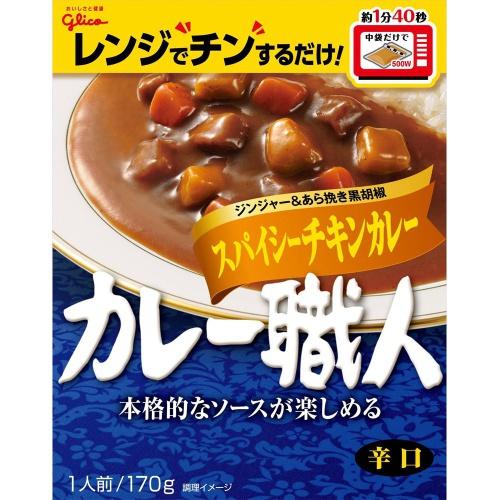 おいしさと健康
glico
レンジでチンするだけ!
約1分40秒
中袋だけで
500W
ジンジャー&あら挽き黒胡椒
スパイシーチキンカレー
カレー職人
本格的なソースが楽しめる
辛口
1人前/170g 調理イメージ